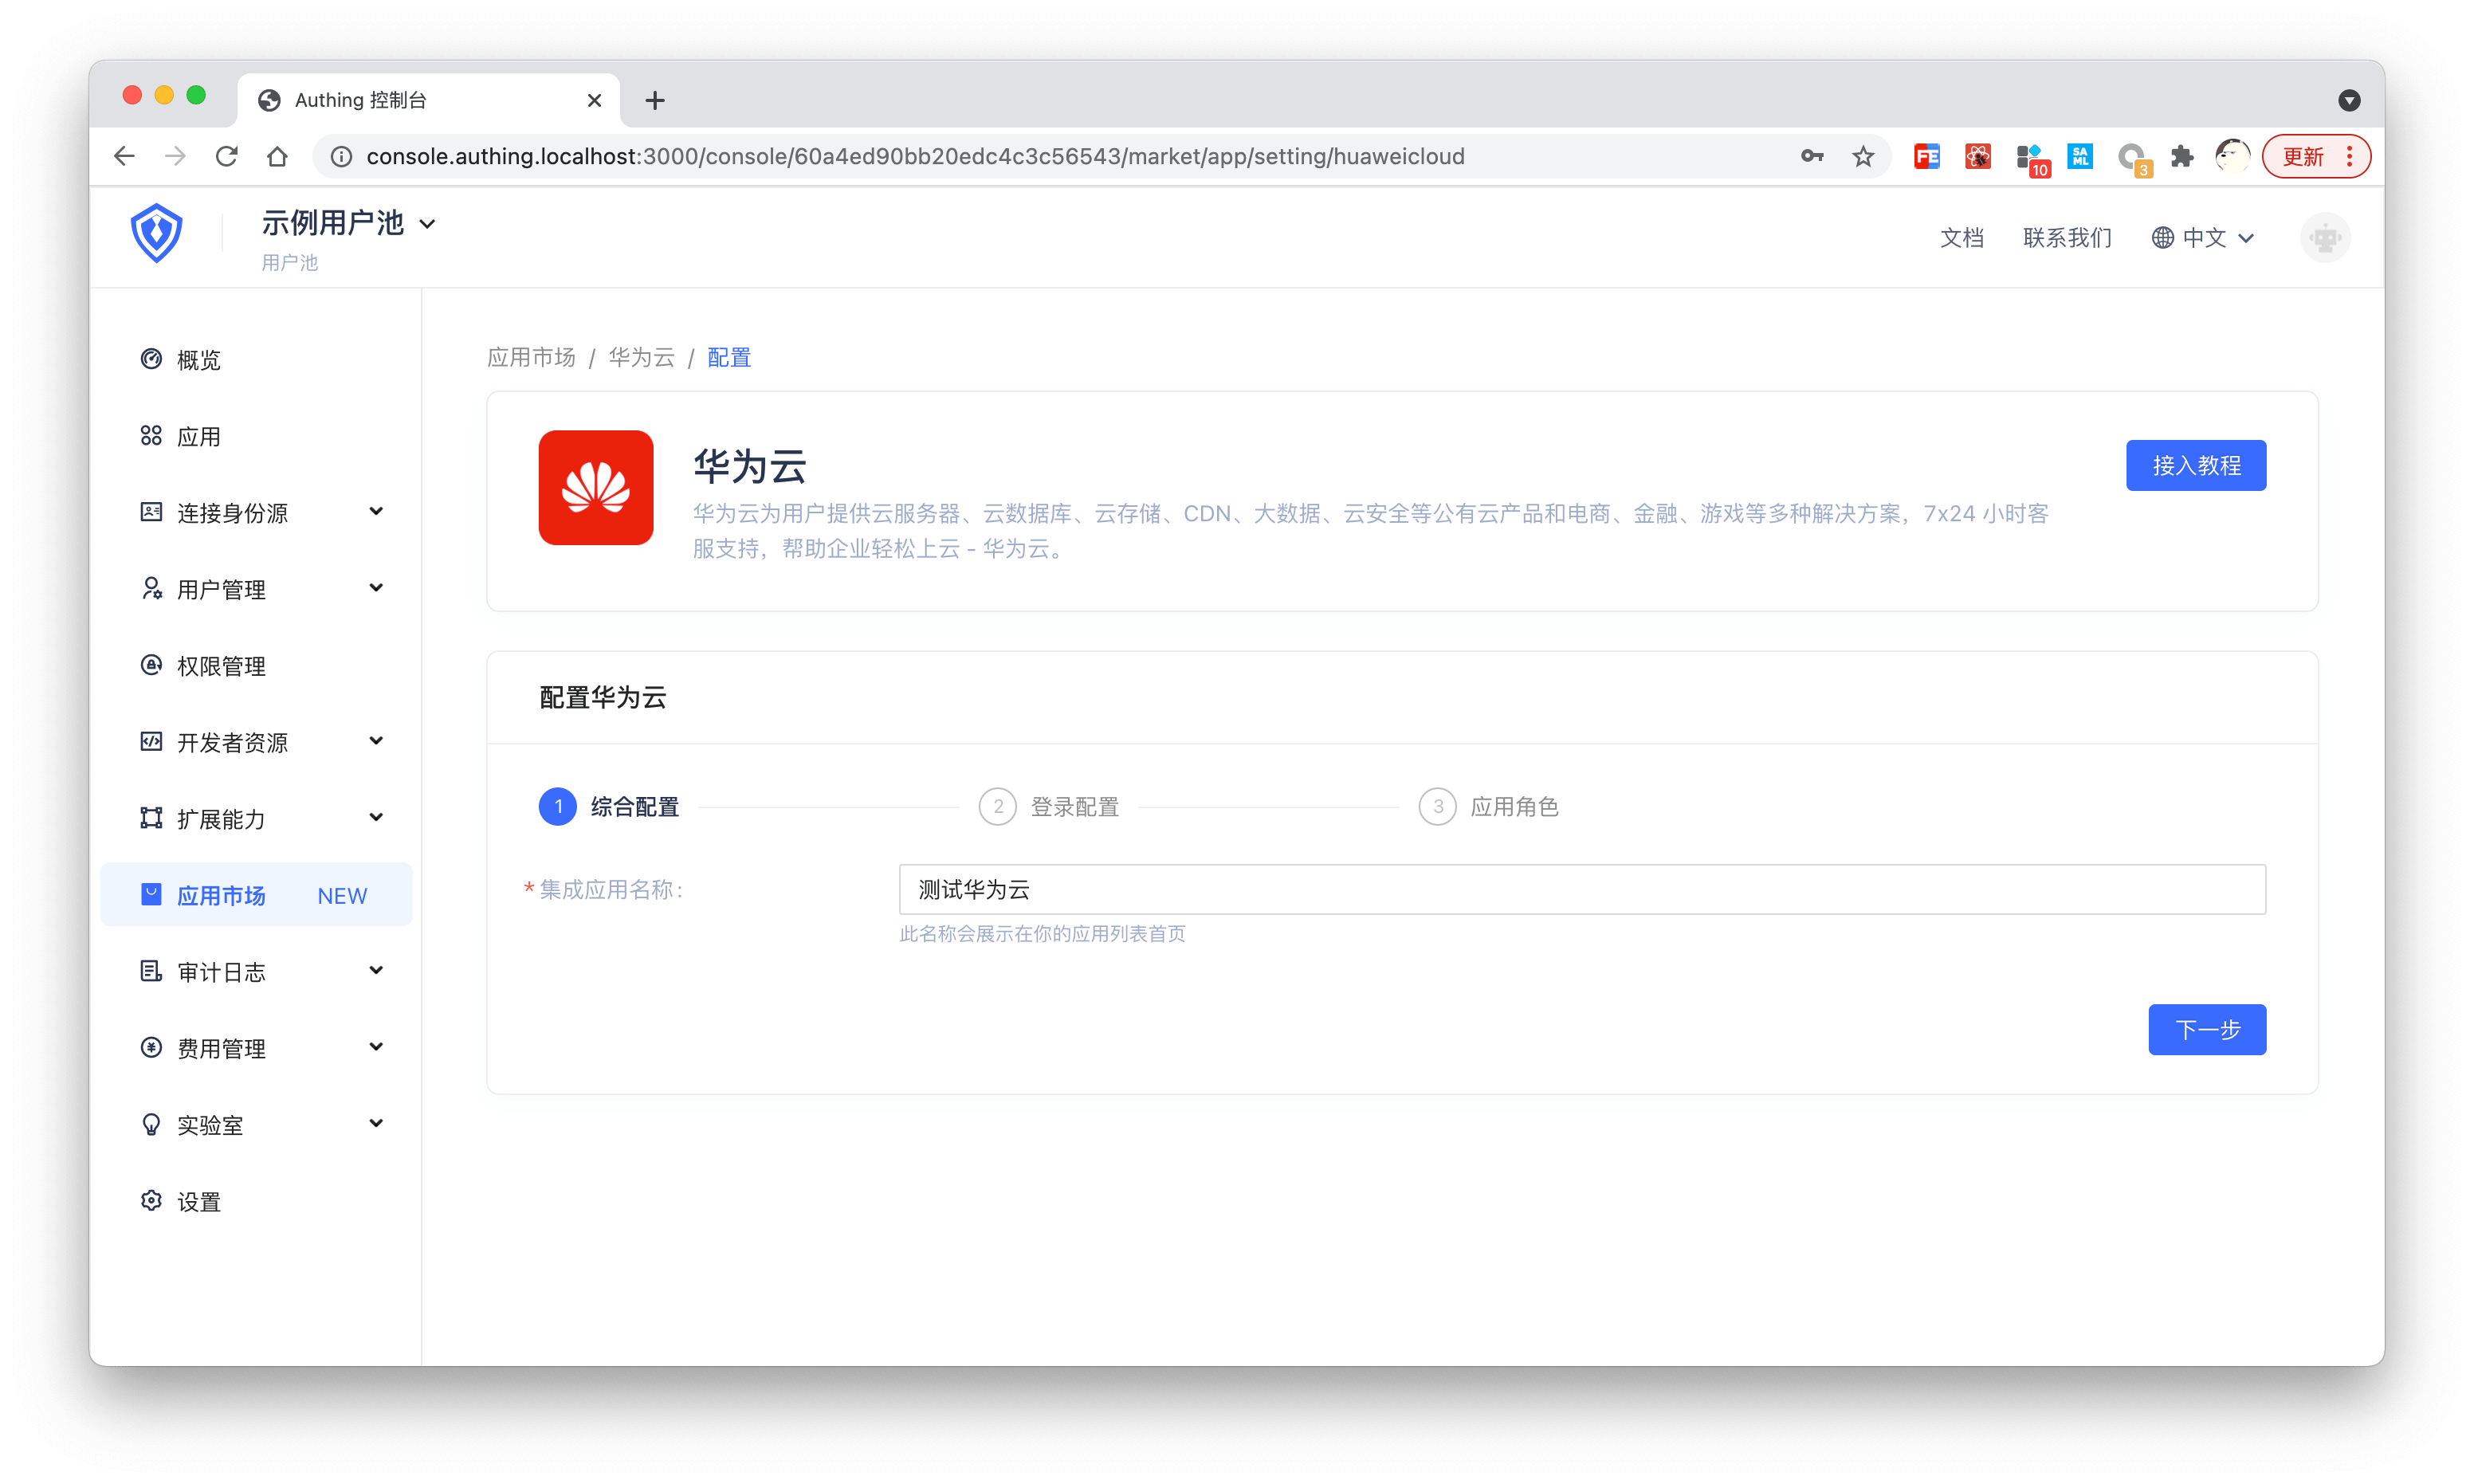 Authing 控制台
console.authing.localhost:3000/console/60a4ed90bb20edc4c3c56543/market/app/setting/huaweicloud
FE
10
SA
ML
3
更新
示例用户池
用户池
文档
联系我们
中文
概览
应用
连接身份源
用户管理
权限管理
开发者资源
扩展能力
应用市场 NEW
审计日志
费用管理
实验室
设置
应用市场 / 华为云 / 配置
华为云
接入教程
华为云为用户提供云服务器、云数据库、云存储、CDN、大数据、云安全等公有云产品和电商、金融、游戏等多种解决方案，7x24 小时客
服支持，帮助企业轻松上云 - 华为云。
配置华为云
1 综合配置
2 登录配置
3 应用角色
* 集成应用名称：
测试华为云
此名称会展示在你的应用列表首页
下一步